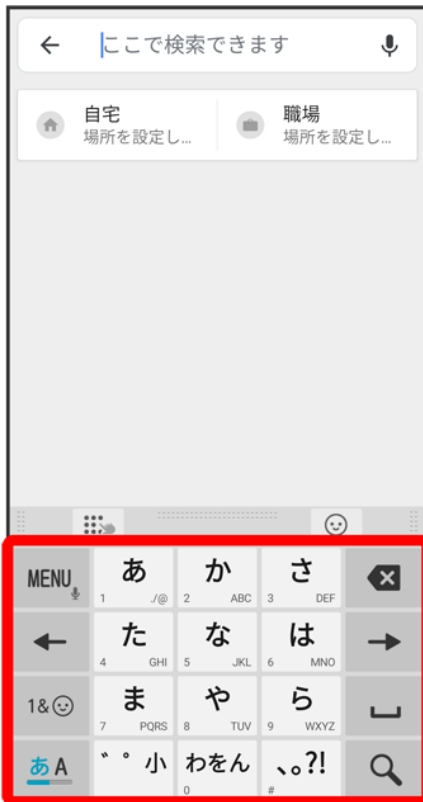 ここで検索できます
自宅
場所を設定し...
職場
場所を設定し...
MENU
あ
1 ./@
か
2 ABC
さ
3 DEF
た
4 GHI
な
5 JKL
は
6 MNO
1&
ま
7 PQRS
や
8 TUV
ら
9 WXYZ
あA
゛゜小
わをん
0
、。?!
#